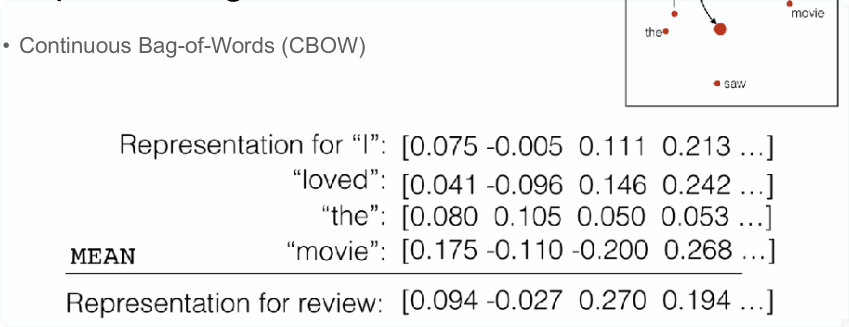 movie
the
• Continuous Bag-of-Words (CBOW)
saw
Representation for “I”: [0.075 -0.005 0.111 0.213 ...]
“loved”: [0.041 -0.096 0.146 0.242 ...]
“the”: [0.080 0.105 0.050 0.053 ...]
MEAN “movie”: [0.175 -0.110 -0.200 0.268 ...]
Representation for review: [0.094 -0.027 0.270 0.194 ...]